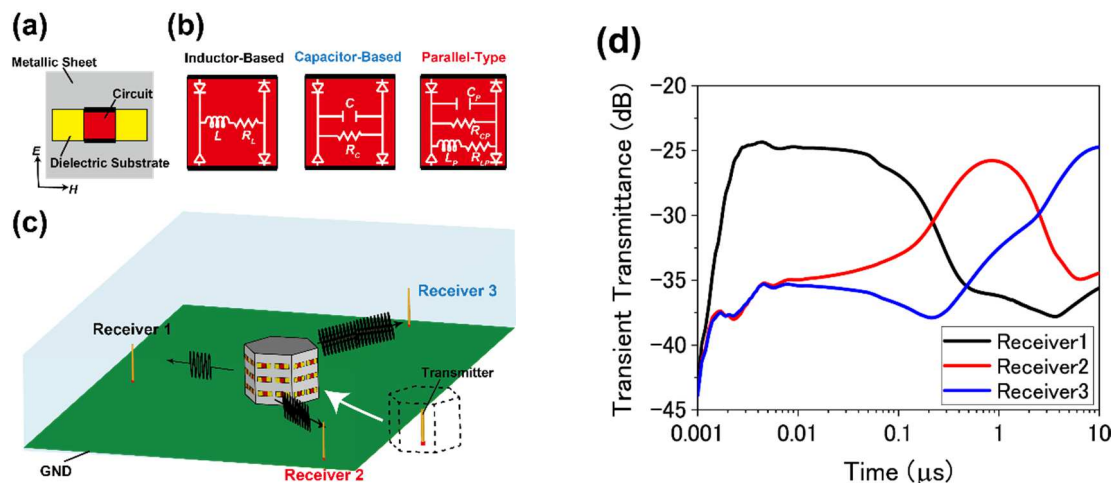 (a)
Metallic Sheet
Circuit
Dielectric Substrate
E
H
(b)
Inductor-Based
Capacitor-Based
Parallel-Type
L
R_L
C
R_C
C_P
R_CP
L_P
R_LP
(c)
Receiver 1
Receiver 3
Transmitter
GND
Receiver 2
(d)
Transient Transmittance (dB)
-20
-25
-30
-35
-40
-45
0.001
0.01
0.1
1
10
Time (μs)
Receiver1
Receiver2
Receiver3